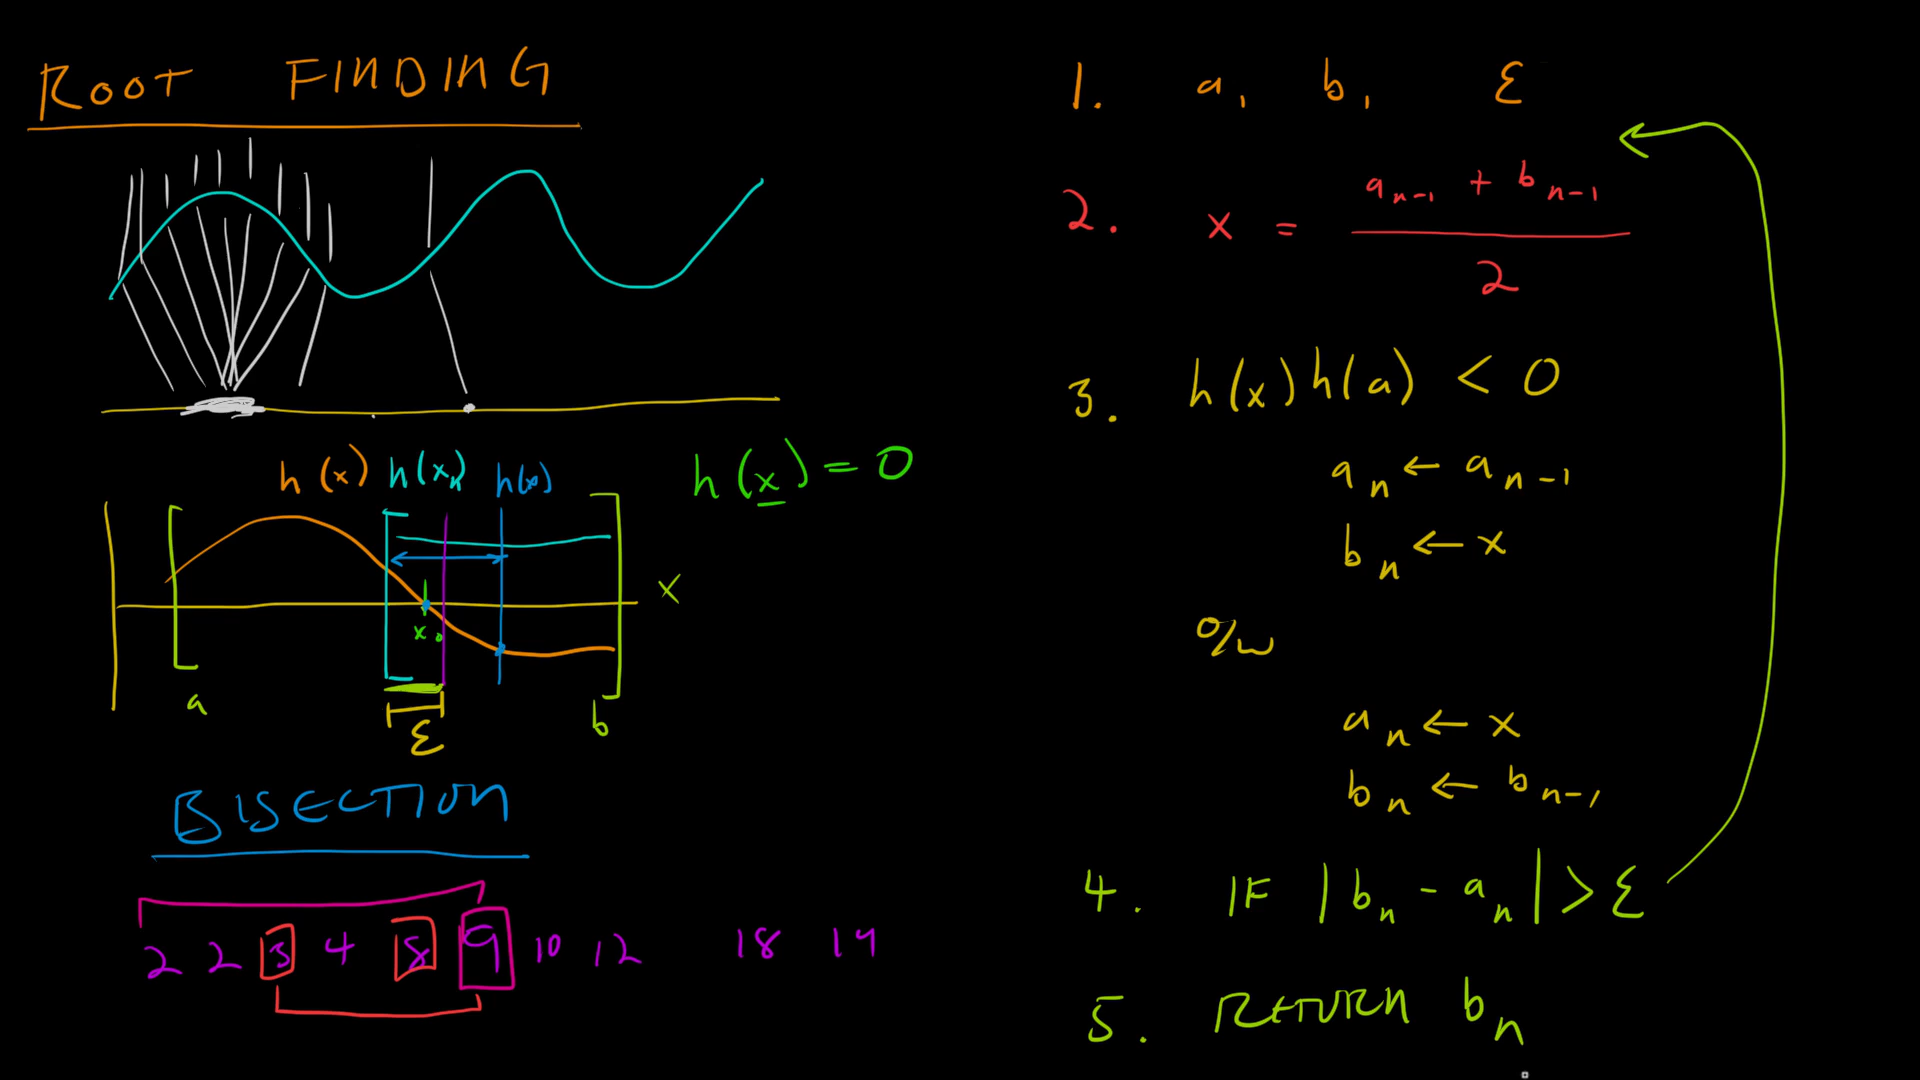 ROOT FINDING
h(x) h(xₙ) h(x)
h(x) = 0
x
x₀
a
b
ε
BISECTION
2 2 3 4 8 9 10 12 18 19
1. a, b, ε
2. x = (aₙ₋₁ + bₙ₋₁) / 2
3. h(x)h(a) < 0
aₙ ← aₙ₋₁
bₙ ← x
o/w
aₙ ← x
bₙ ← bₙ₋₁
4. IF |bₙ - aₙ| > ε
5. RETURN bₙ